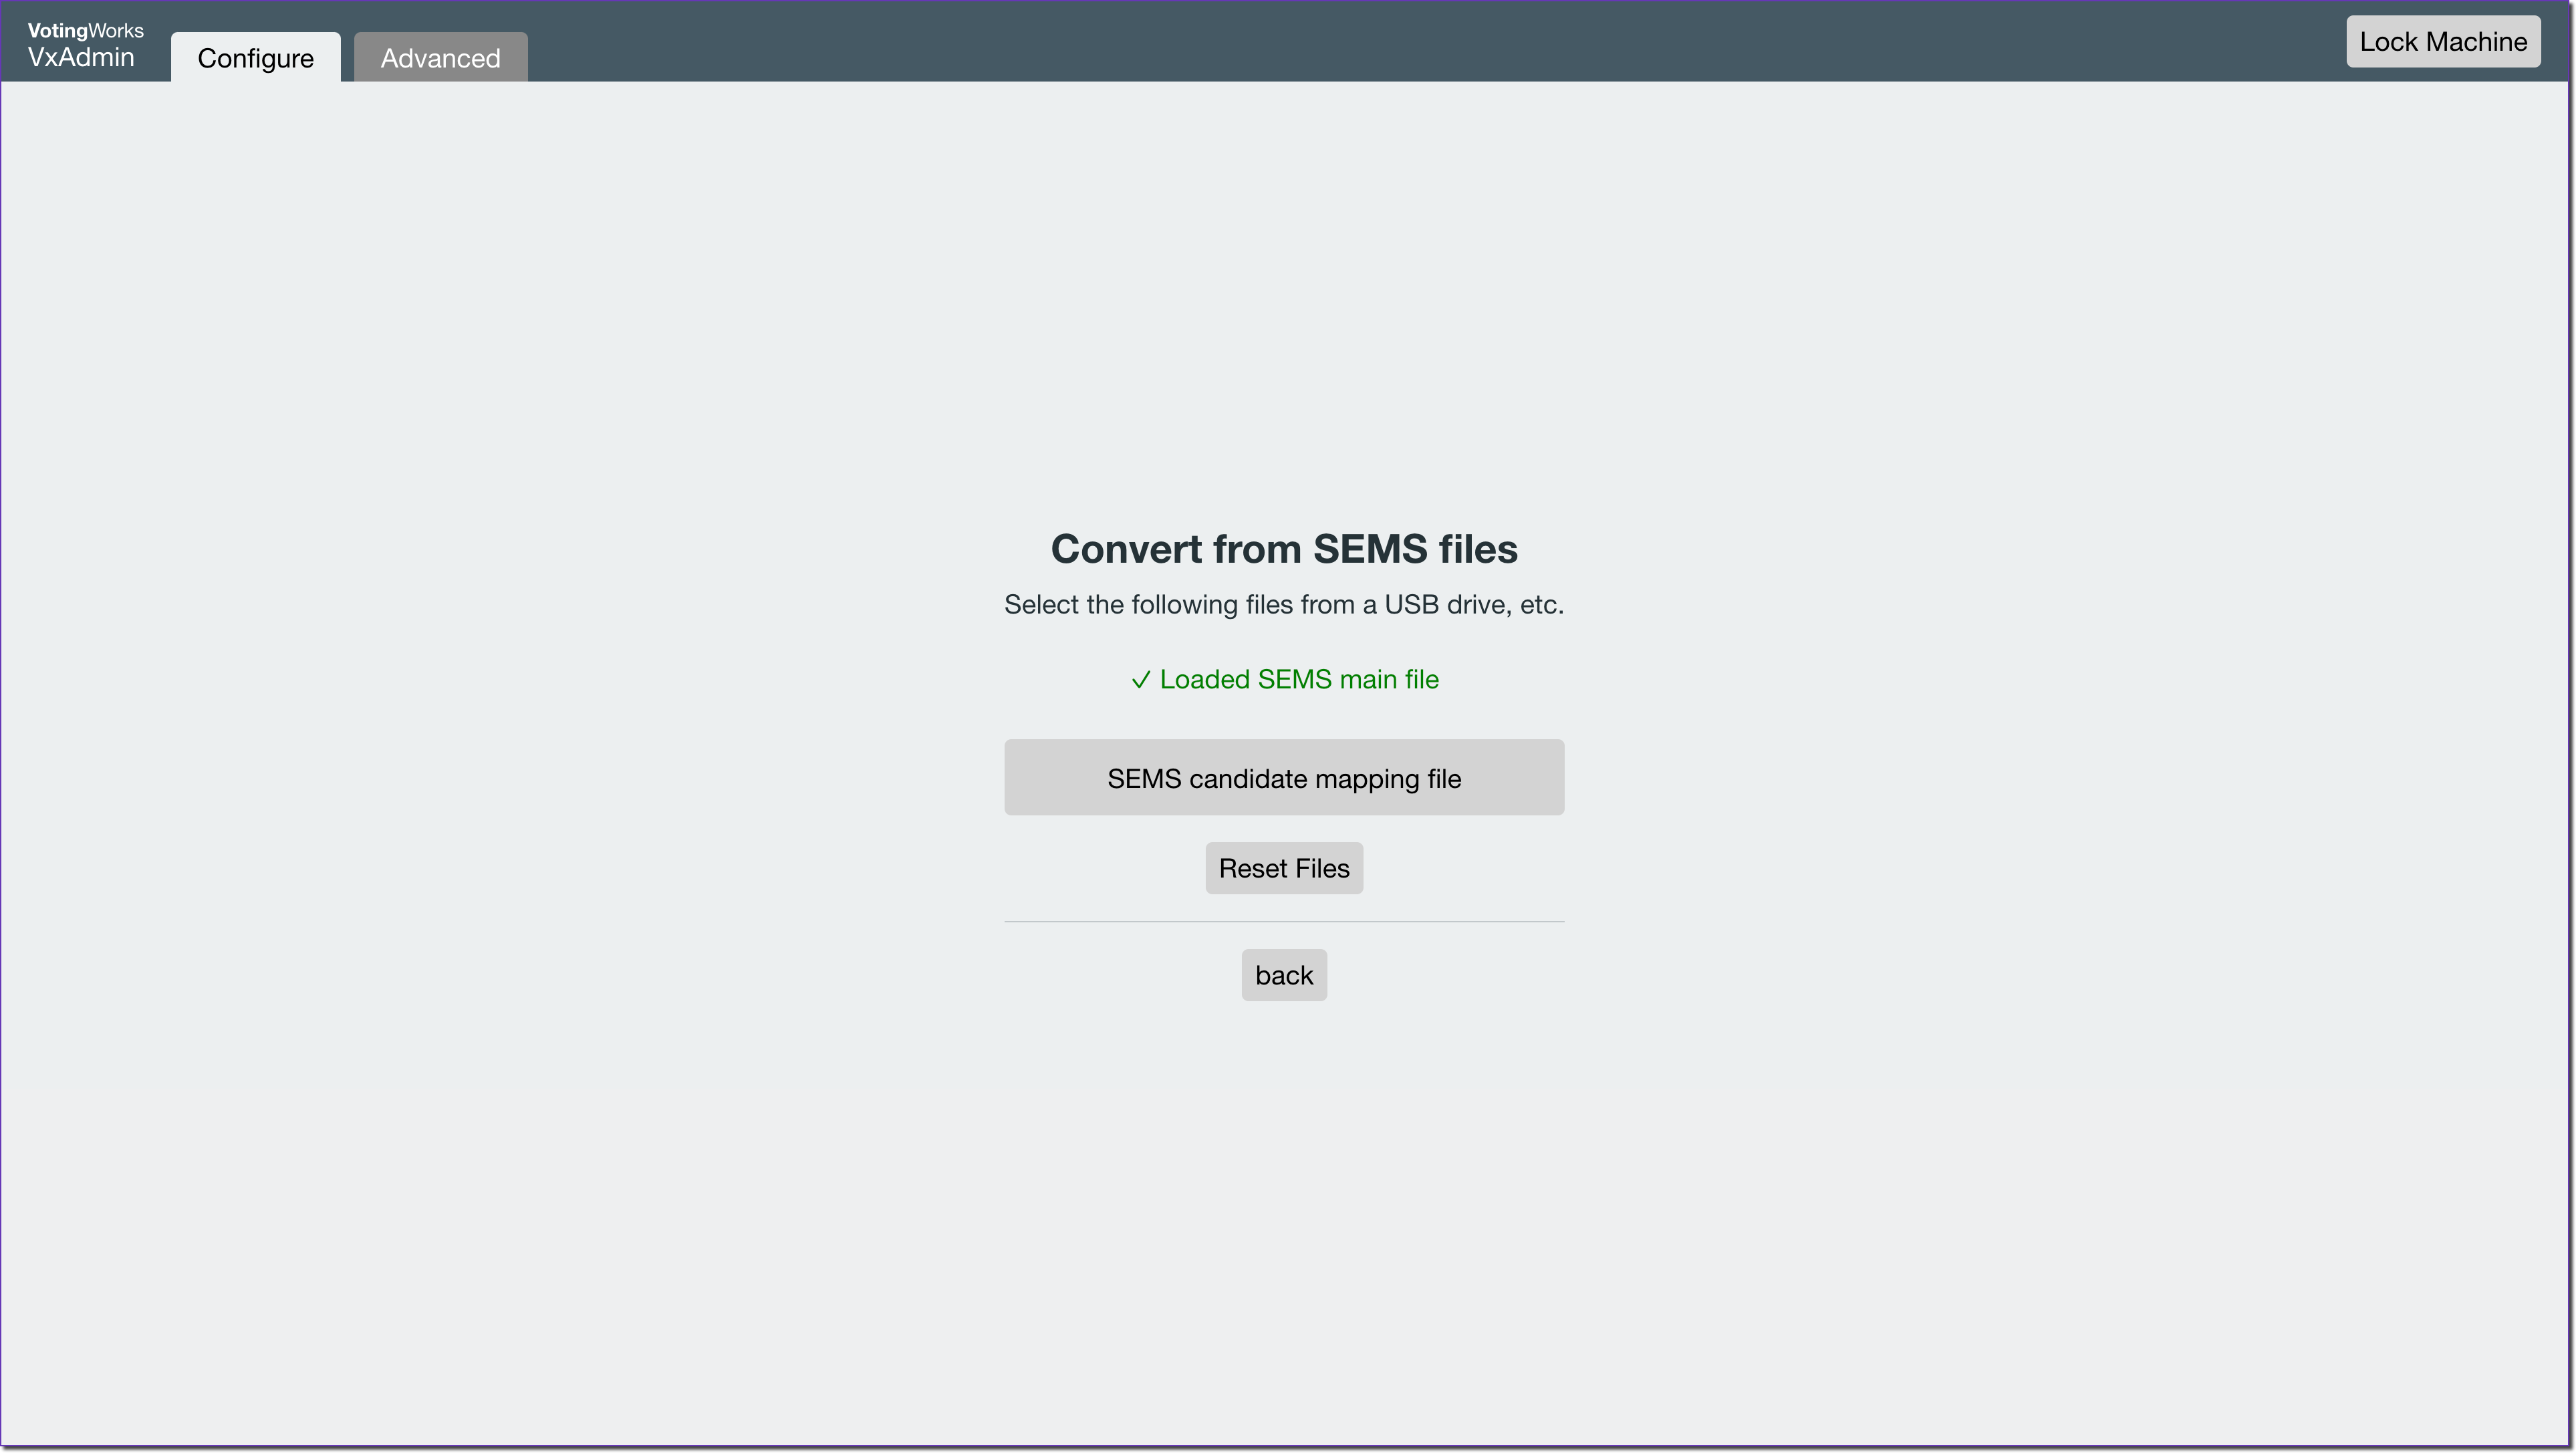 VotingWorks
VxAdmin
Configure
Advanced
Lock Machine
Convert from SEMS files
Select the following files from a USB drive, etc.
✓ Loaded SEMS main file
SEMS candidate mapping file
Reset Files
back